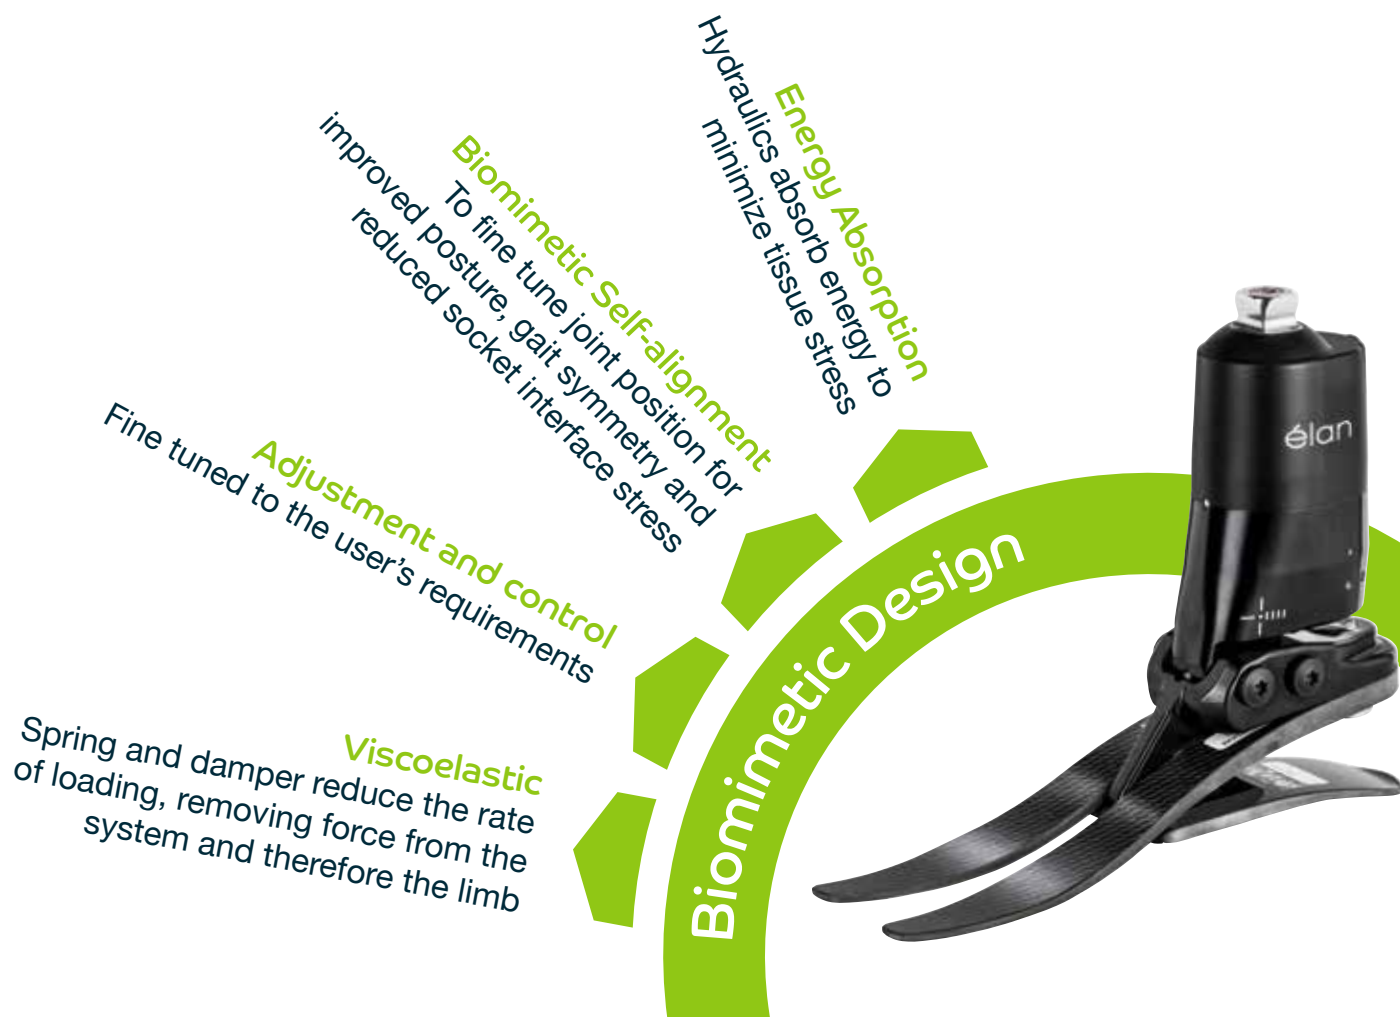 Energy Absorption
Hydraulics absorb energy to
minimize tissue stress
Biomimetic Self-alignment
To fine tune joint position for
improved posture, gait symmetry and
reduced socket interface stress
Adjustment and control
Fine tuned to the user’s requirements
Viscoelastic
Spring and damper reduce the rate
of loading, removing force from the
system and therefore the limb
Biomimetic Design
élan